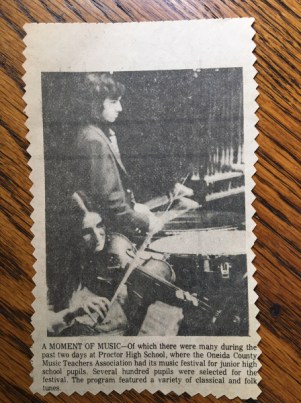 A MOMENT OF MUSIC—Of which there were many during the
past two days at Proctor High School, where the Oneida County
Music Teachers Association had its music festival for junior high
school pupils. Several hundred pupils were selected for the
festival. The program featured a variety of classical and folk
tunes